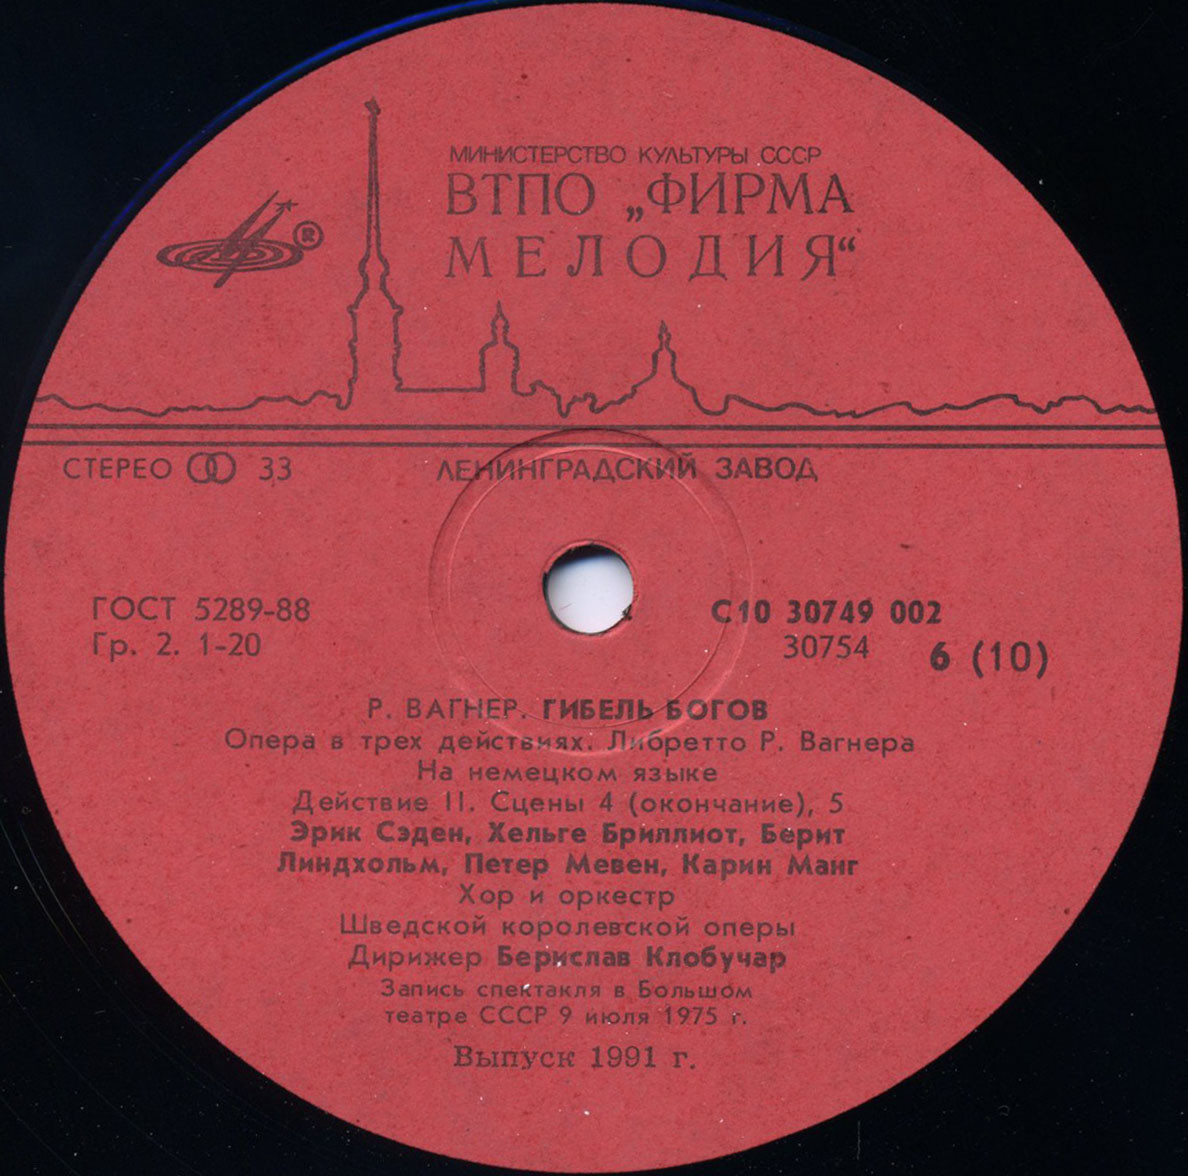 МИНИСТЕРСТВО КУЛЬТУРЫ СССР
ВТПО „ФИРМА
МЕЛОДИЯ“
®
СТЕРЕО 33
ЛЕНИНГРАДСКИЙ ЗАВОД
ГОСТ 5289-88
Гр. 2. 1-20
С10 30749 002
30754
6 (10)
Р. ВАГНЕР. ГИБЕЛЬ БОГОВ
Опера в трех действиях. Либретто Р. Вагнера
На немецком языке
Действие II. Сцены 4 (окончание), 5
Эрик Сэден, Хельге Бриллиот, Берит
Линдхольм, Петер Мевен, Карин Манг
Хор и оркестр
Шведской королевской оперы
Дирижер Берислав Клобучар
Запись спектакля в Большом
театре СССР 9 июля 1975 г.
Выпуск 1991 г.